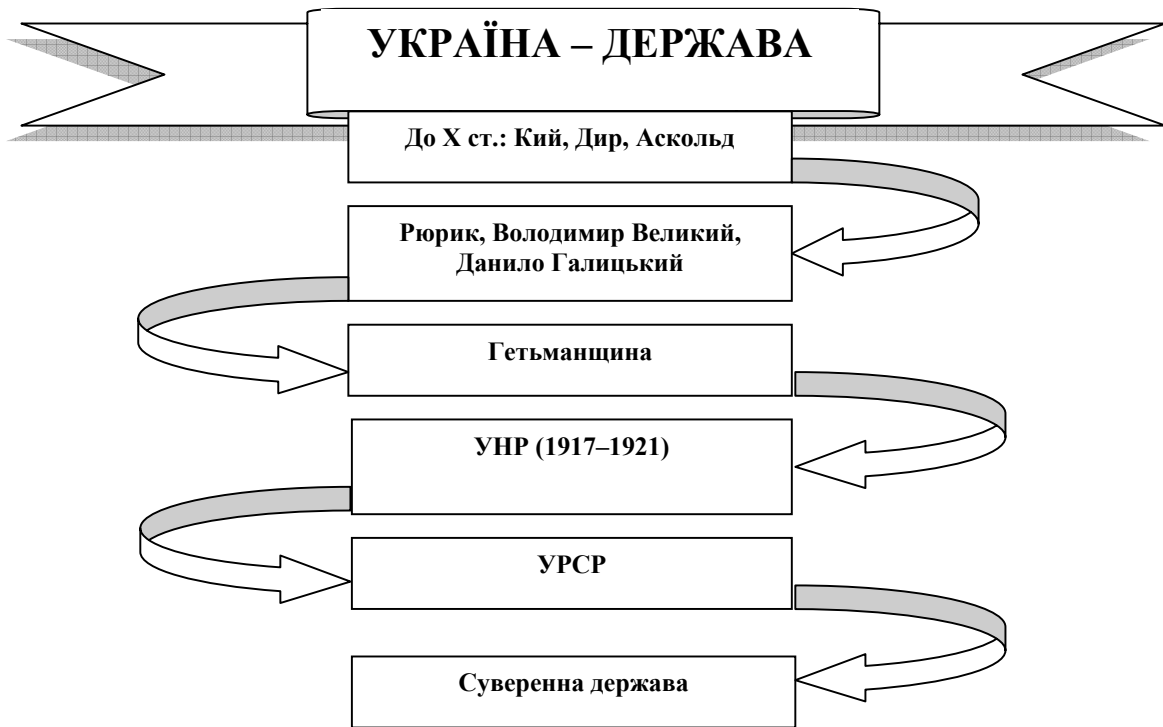 УКРАЇНА – ДЕРЖАВА
До X ст.: Кий, Дир, Аскольд
Рюрик, Володимир Великий,
Данило Галицький
Гетьманщина
УНР (1917–1921)
УРСР
Суверенна держава